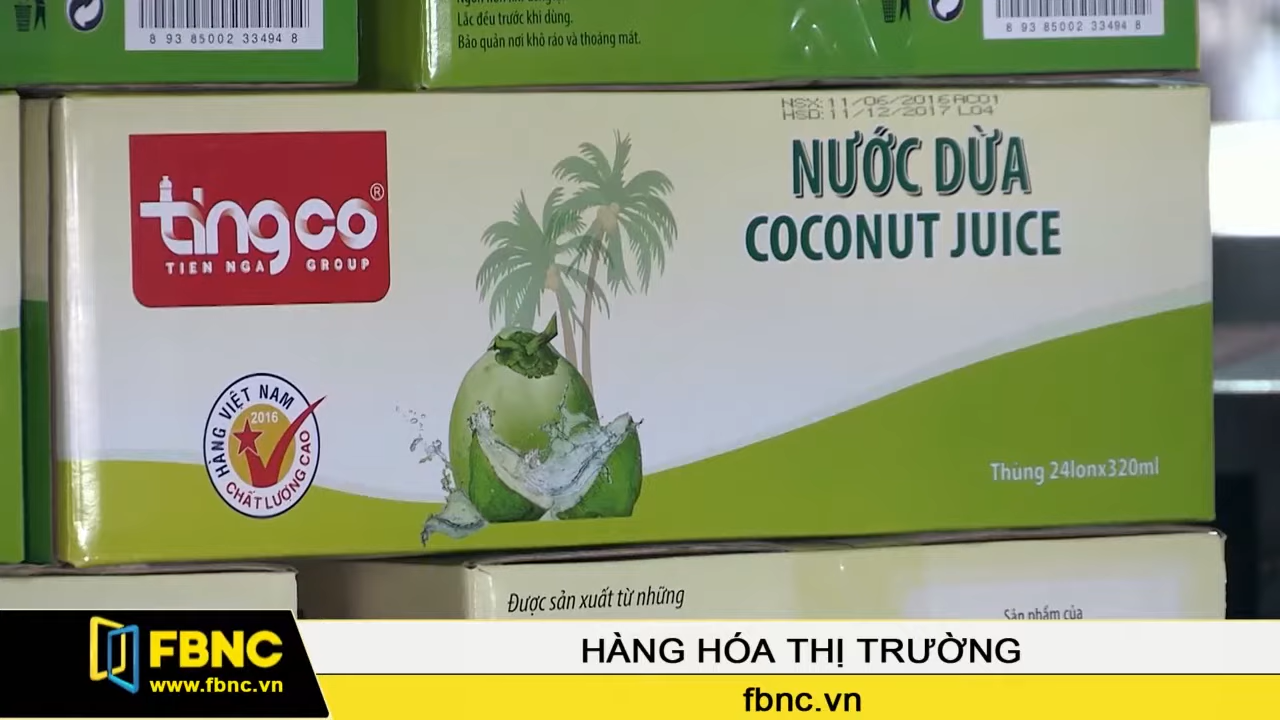 8 93 85002 33494 8
Lắc đều trước khi dùng.
Bảo quản nơi khô ráo và thoáng mát.
8 93 85002 33494 8
NSX:11/06/2016 AC01
HSD:11/12/2017 L04
tingco®
TIEN NGA GROUP
NƯỚC DỪA
COCONUT JUICE
HÀNG VIỆT NAM
2016
CHẤT LƯỢNG CAO
Thùng 24lonx320ml
Được sản xuất từ những
Sản phẩm của
FBNC
www.fbnc.vn
HÀNG HÓA THỊ TRƯỜNG
fbnc.vn